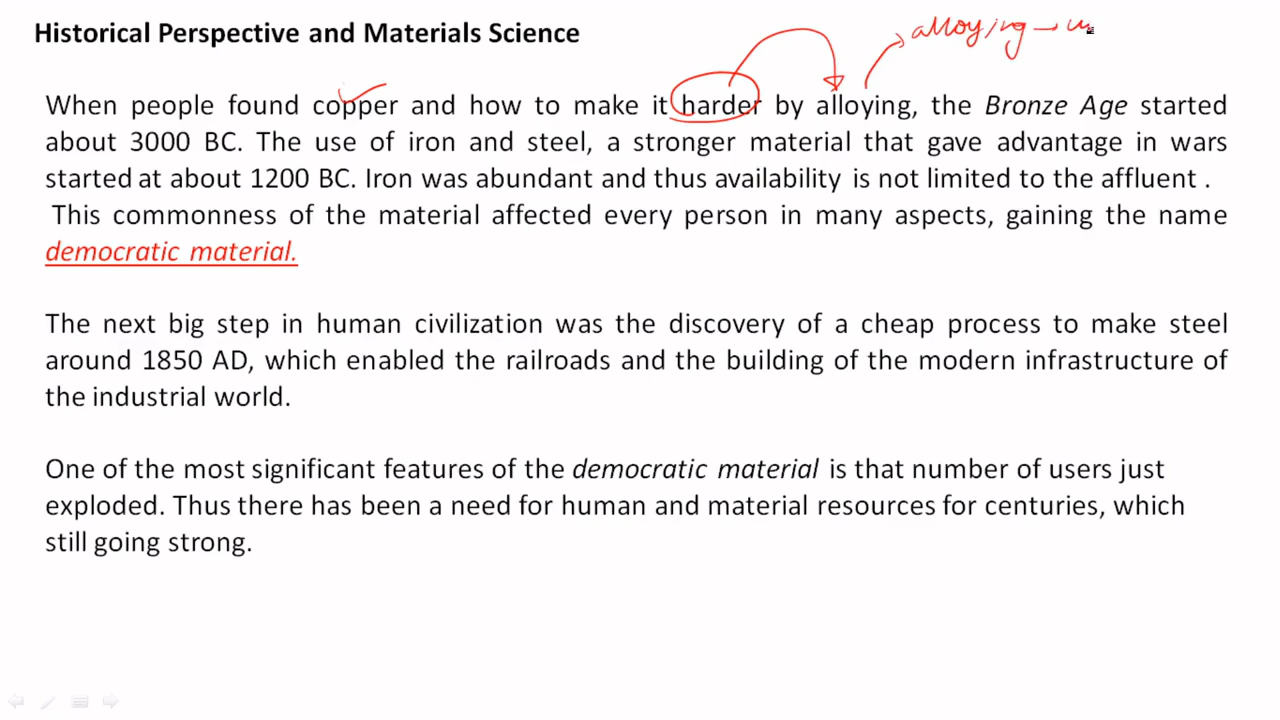 Historical Perspective and Materials Science
alloying →
When people found copper and how to make it harder by alloying, the Bronze Age started
about 3000 BC. The use of iron and steel, a stronger material that gave advantage in wars
started at about 1200 BC. Iron was abundant and thus availability is not limited to the affluent .
This commonness of the material affected every person in many aspects, gaining the name
democratic material.
The next big step in human civilization was the discovery of a cheap process to make steel
around 1850 AD, which enabled the railroads and the building of the modern infrastructure of
the industrial world.
One of the most significant features of the democratic material is that number of users just
exploded. Thus there has been a need for human and material resources for centuries, which
still going strong.